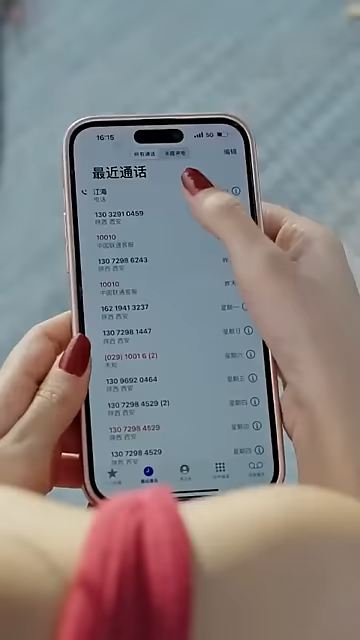 16:15
5G
所有通话 未接来电
编辑
最近通话
江海
电话
130 3291 0459
陕西 西安
10010
中国联通客服
130 7298 6243
昨
陕西 西安
10010
昨天
中国联通客服
162 1941 3237
星期一
陕西 西安
130 7298 1447
星期日
陕西 西安
(029) 1001 6 (2)
星期六
未知
130 9692 0464
星期三
陕西 西安
130 7298 4529 (2)
星期四
陕西 西安
130 7298 4529
陕西 西安
130 7298 4529
星期四
陕西 西安
最近通话